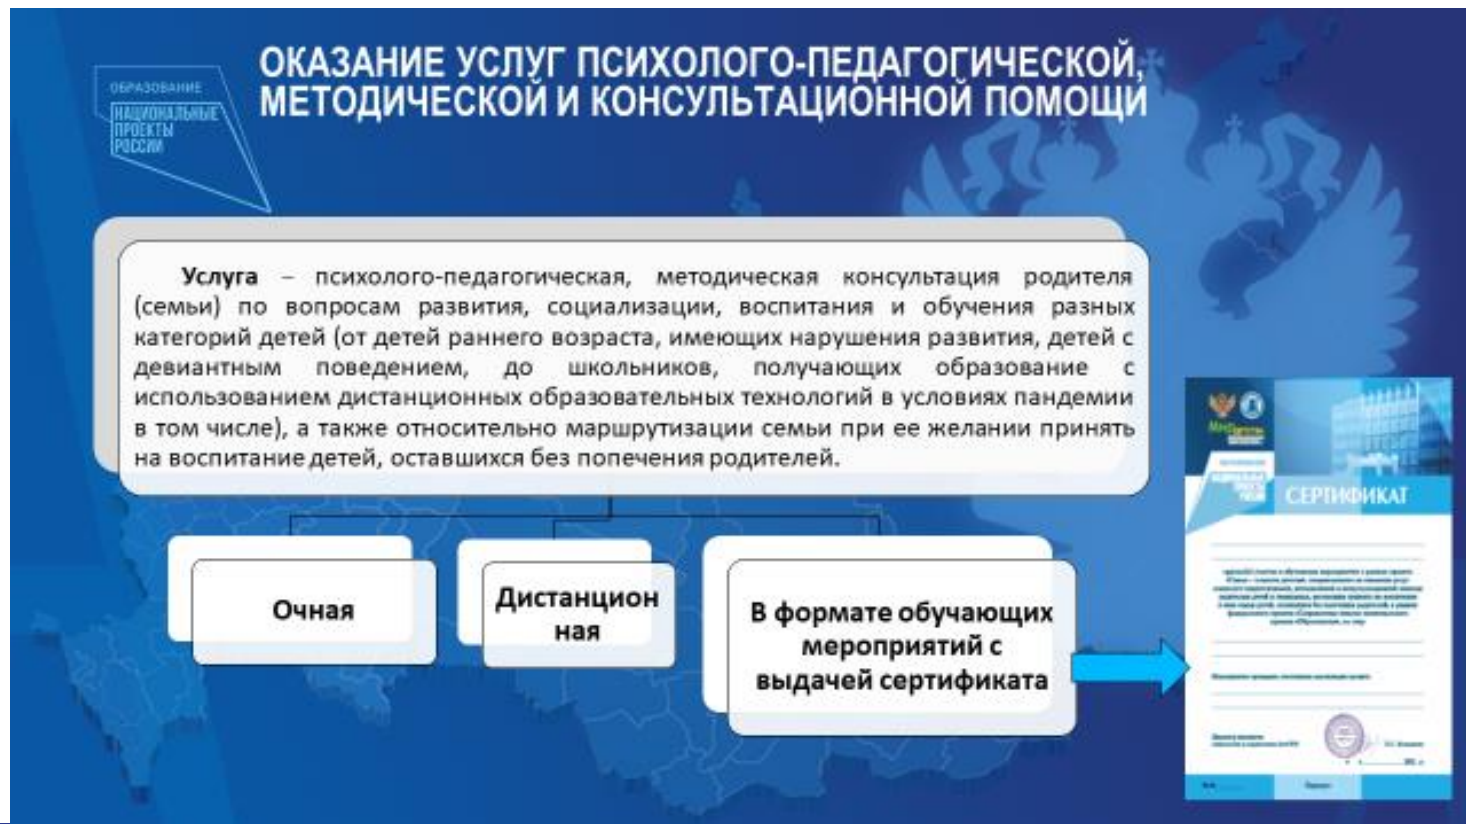 ОКАЗАНИЕ УСЛУГ ПСИХОЛОГО-ПЕДАГОГИЧЕСКОЙ,
МЕТОДИЧЕСКОЙ И КОНСУЛЬТАЦИОННОЙ ПОМОЩИ
ОБРАЗОВАНИЕ
НАЦИОНАЛЬНЫЕ
ПРОЕКТЫ
РОССИИ
Услуга – психолого-педагогическая, методическая консультация родителя
(семьи) по вопросам развития, социализации, воспитания и обучения разных
категорий детей (от детей раннего возраста, имеющих нарушения развития, детей с
девиантным поведением, до школьников, получающих образование с
использованием дистанционных образовательных технологий в условиях пандемии
в том числе), а также относительно маршрутизации семьи при ее желании принять
на воспитание детей, оставшихся без попечения родителей.
Очная
Дистанцион
ная
В формате обучающих
мероприятий с
выдачей сертификата
СЕРТИФИКАТ